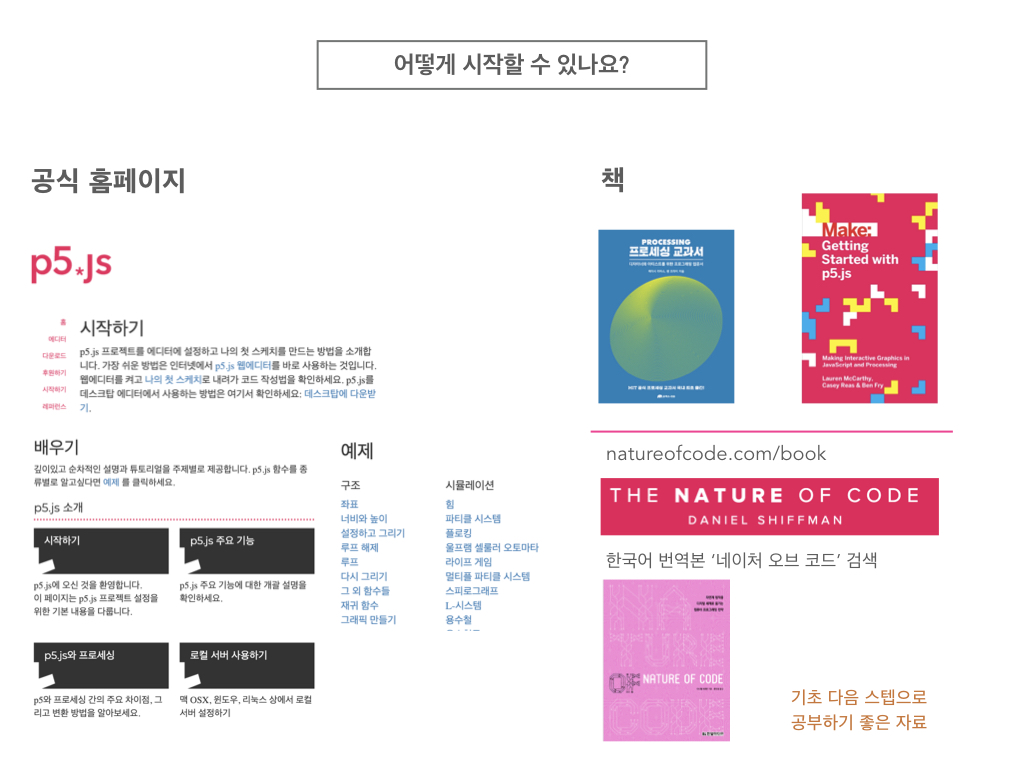 어떻게 시작할 수 있나요?
공식 홈페이지
p5.js
홈
에디터
다운로드
후원하기
시작하기
레퍼런스
시작하기
p5.js 프로젝트를 에디터에 설정하고 나의 첫 스케치를 만드는 방법을 소개합
니다. 가장 쉬운 방법은 인터넷에서 p5.js 웹에디터를 바로 사용하는 것입니다.
웹에디터를 켜고 나의 첫 스케치로 내려가 코드 작성법을 확인하세요. p5.js를
데스크탑 에디터에서 사용하는 방법은 여기서 확인하세요: 데스크탑에 다운받
기.
배우기
깊이있고 순차적인 설명과 튜토리얼을 주제별로 제공합니다. p5.js 함수를 종
류별로 알고싶다면 예제 를 클릭하세요.
p5.js 소개
시작하기
p5.js에 오신 것을 환영합니다.
이 페이지는 p5.js 프로젝트 설정을
위한 기본 내용을 다룹니다.
p5.js 주요 기능
p5.js 주요 기능에 대한 개괄 설명을
확인하세요.
p5.js와 프로세싱
p5와 프로세싱 간의 주요 차이점, 그
리고 변환 방법을 알아보세요.
로컬 서버 사용하기
맥 OSX, 윈도우, 리눅스 상에서 로컬
서버 설정하기
예제
구조
좌표
너비와 높이
설정하고 그리기
루프 해제
루프
다시 그리기
그 외 함수들
재귀 함수
그래픽 만들기
시뮬레이션
힘
파티클 시스템
플로킹
울프램 셀룰러 오토마타
라이프 게임
멀티플 파티클 시스템
스피로그래프
L-시스템
용수철
책
PROCESSING
프로세싱 교과서
Make:
Getting
Started with
p5.js
Making Interactive Graphics in
JavaScript and Processing
Lauren McCarthy,
Casey Reas & Ben Fry
natureofcode.com/book
THE NATURE OF CODE
DANIEL SHIFFMAN
한국어 번역본 ‘네이처 오브 코드’ 검색
NATURE OF CODE
NATURE OF CODE
기초 다음 스텝으로
공부하기 좋은 자료